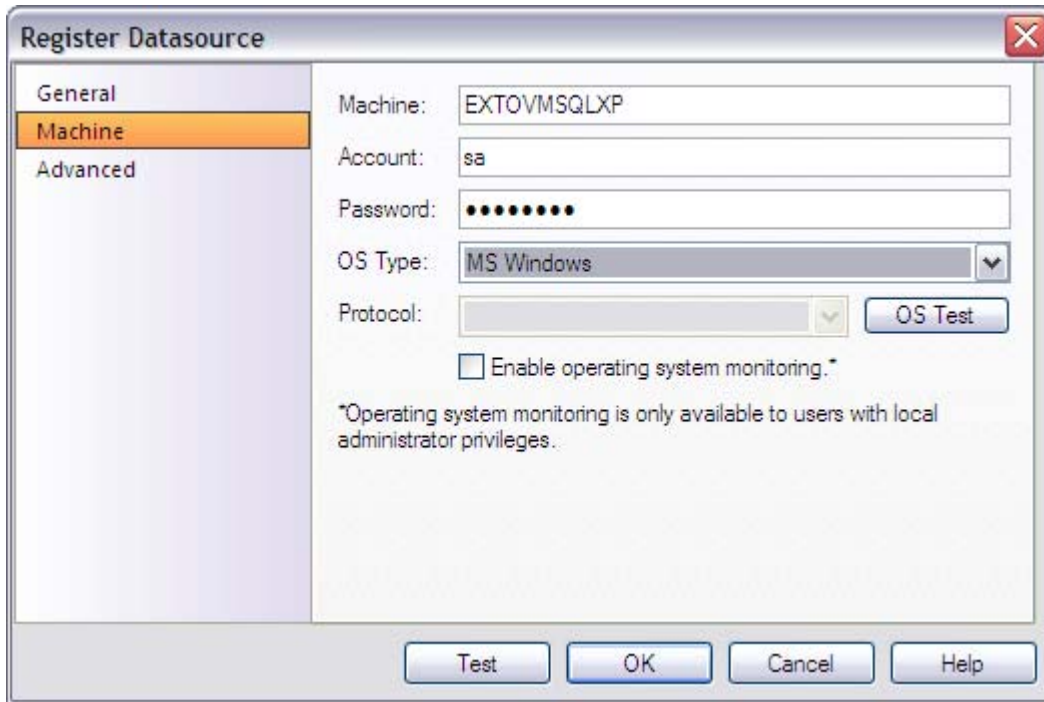 Register Datasource
General
Machine
Advanced
Machine: EXTOVMSQLXP
Account: sa
Password: ●●●●●●●●
OS Type: MS Windows
Protocol: OS Test
Enable operating system monitoring.*
*Operating system monitoring is only available to users with local
administrator privileges.
Test OK Cancel Help